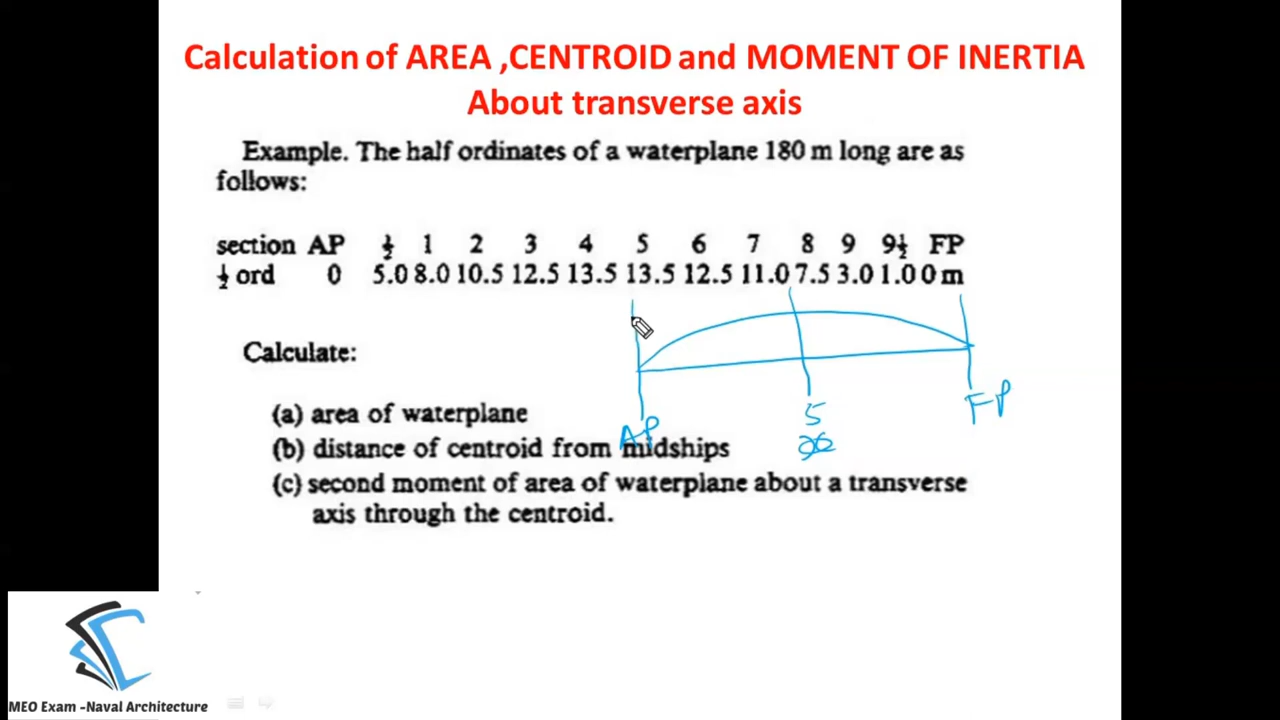 Calculation of AREA ,CENTROID and MOMENT OF INERTIA
About transverse axis
Example. The half ordinates of a waterplane 180 m long are as
follows:
section AP ½ 1 2 3 4 5 6 7 8 9 9½ FP
½ ord 0 5.0 8.0 10.5 12.5 13.5 13.5 12.5 11.0 7.5 3.0 1.0 0 m
Calculate:
(a) area of waterplane
(b) distance of centroid from midships
(c) second moment of area of waterplane about a transverse
axis through the centroid.
AP
5
FP
MEO Exam -Naval Architecture